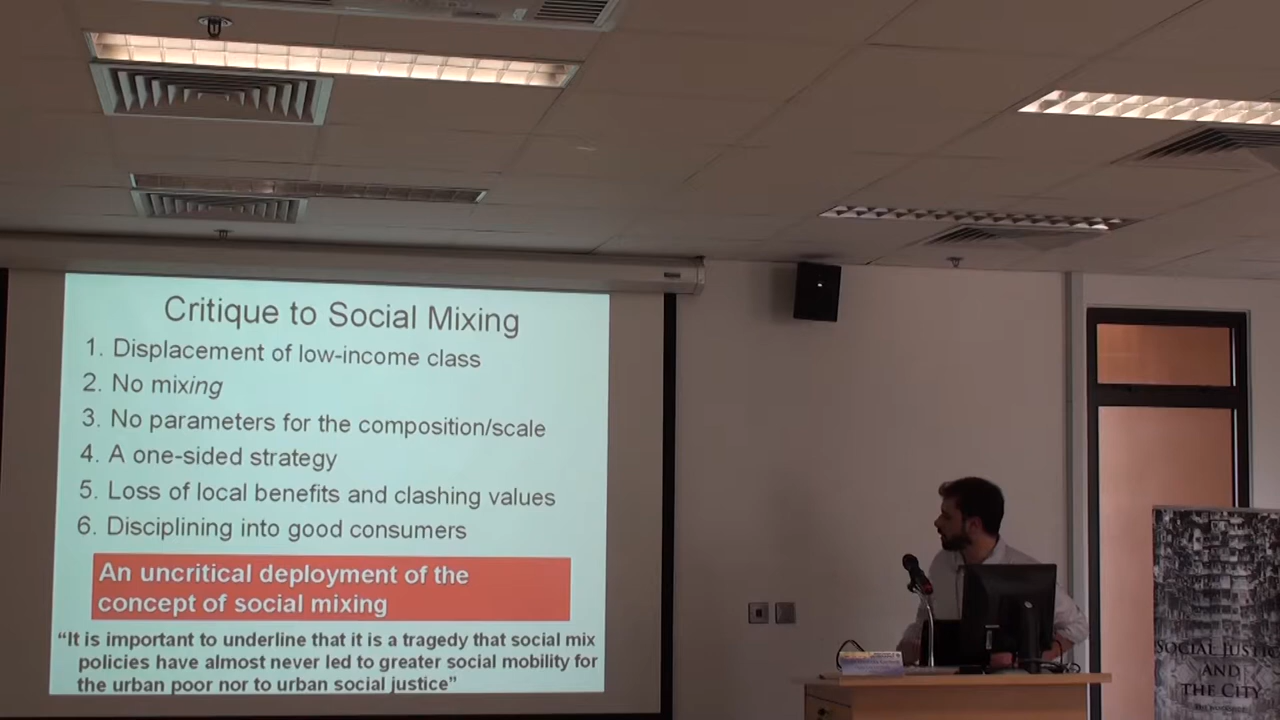 Critique to Social Mixing
1. Displacement of low-income class
2. No mixing
3. No parameters for the composition/scale
4. A one-sided strategy
5. Loss of local benefits and clashing values
6. Disciplining into good consumers
An uncritical deployment of the
concept of social mixing
“It is important to underline that it is a tragedy that social mix
policies have almost never led to greater social mobility for
the urban poor nor to urban social justice”
SOCIAL JUSTIC
AND
THE CITY